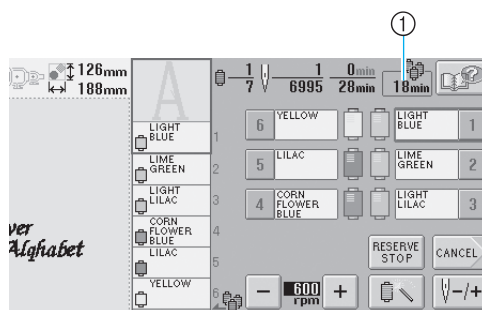 1
126mm
188mm
A
1
7
1
6995
0min
28min
18min
LIGHT
BLUE
1
LIME
GREEN
2
LIGHT
LILAC
3
CORN
FLOWER
BLUE
4
LILAC
5
YELLOW
6
ver
Alqhabet
6
YELLOW
LIGHT
BLUE
1
5
LILAC
LIME
GREEN
2
4
CORN
FLOWER
BLUE
LIGHT
LILAC
3
RESERVE
STOP
CANCEL
−
600
rpm
+
−/+